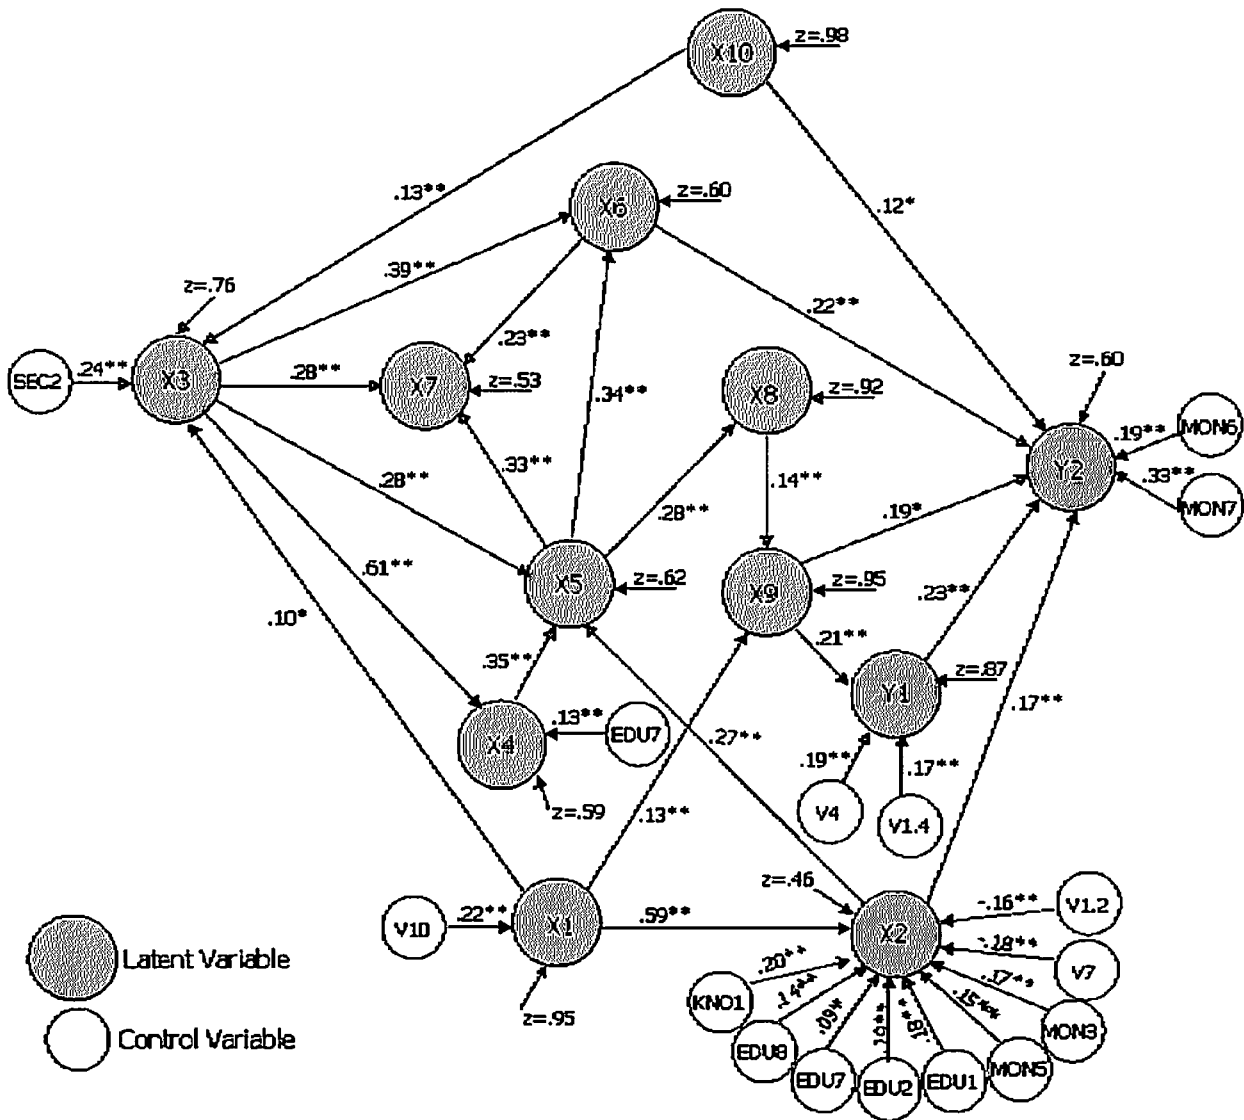 X10
z=.98
.13**
.12*
X6
z=.60
.39**
z=.76
.22**
.23**
SEC2
.24**
X3
.28**
X7
z=.53
.34**
X8
z=.92
z=.60
MON6
.19**
Y2
.33**
MON7
.28**
.33**
.28**
.14**
.19*
.61**
X5
z=.62
X9
z=.95
.23**
.10*
.35**
.21**
Y1
z=.87
X4
.13**
EDU7
.27**
.17**
z=.59
.13**
.19**
.17**
V4
V1.4
z=.46
V10
.22**
X1
.59**
X2
-.16**
V1.2
-.18**
V7
Latent Variable
.20**
.14**
.09*
.19**
.18**
.15**
.17**
KNO1
z=.95
Control Variable
EDU8
EDU7
EDU2
EDU1
MON5
MON3